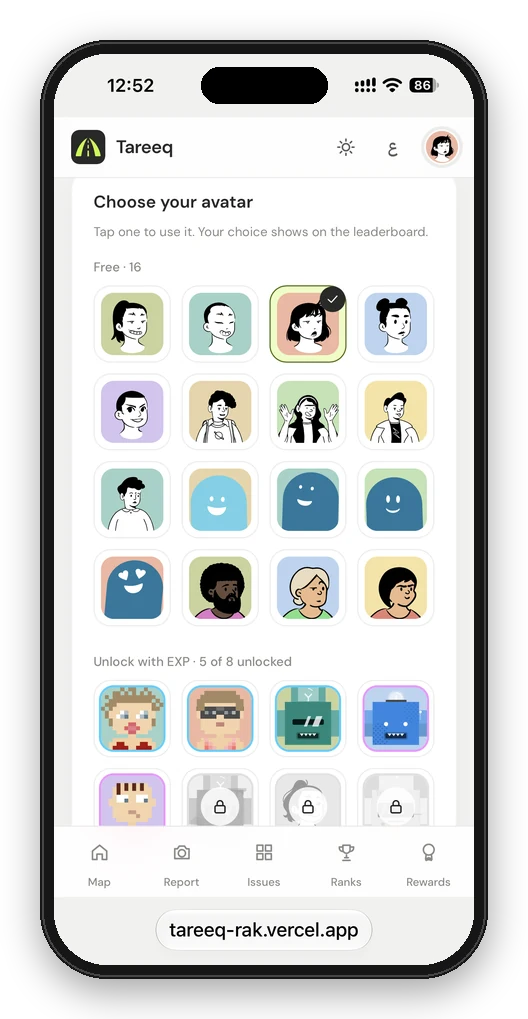 12:52
86
Tareeq
ع
Choose your avatar
Tap one to use it. Your choice shows on the leaderboard.
Free · 16
Unlock with EXP · 5 of 8 unlocked
Map
Report
Issues
Ranks
Rewards
tareeq-rak.vercel.app